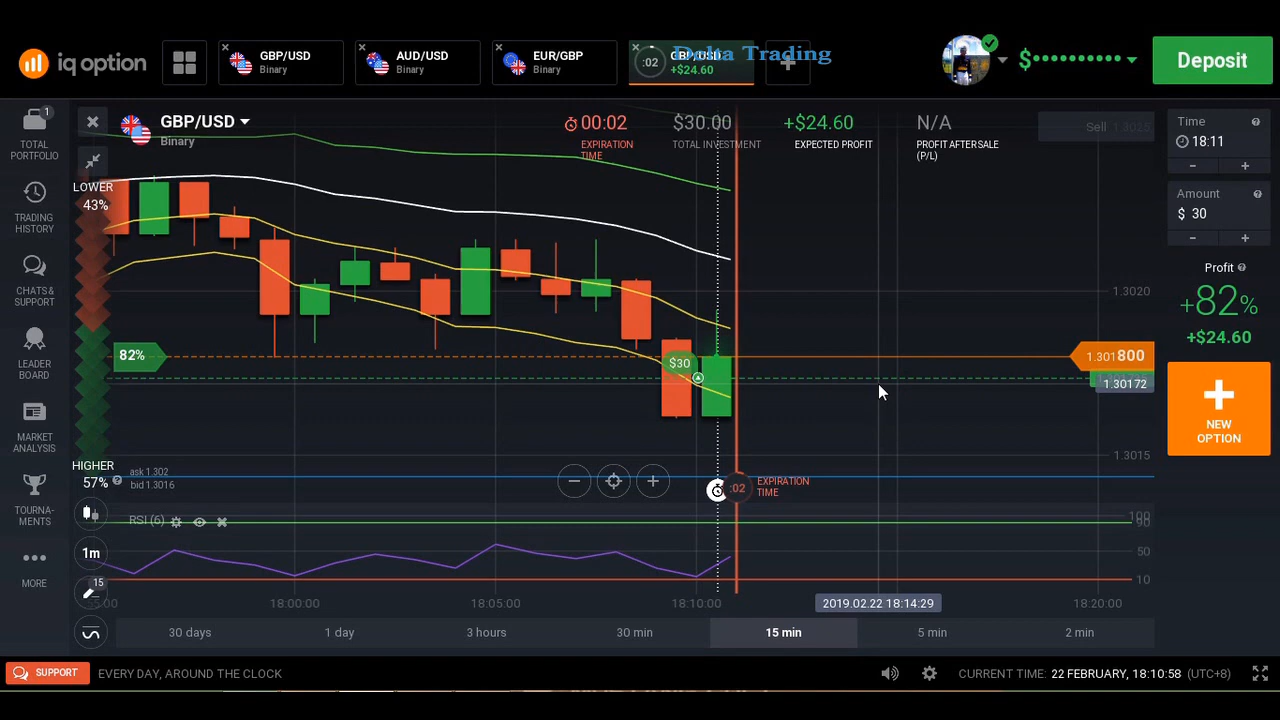 iq option
GBP/USD
Binary
AUD/USD
Binary
EUR/GBP
Binary
:02
+$24.60
Delta Trading
$••••••••••
Deposit
1
TOTAL
PORTFOLIO
TRADING
HISTORY
CHATS &
SUPPORT
LEADER
BOARD
MARKET
ANALYSIS
TOURNA-
MENTS
MORE
GBP/USD
Binary
00:02
EXPIRATION
TIME
$30.00
TOTAL INVESTMENT
+$24.60
EXPECTED PROFIT
N/A
PROFIT AFTER SALE
(P/L)
Sell
1.3025
LOWER
43%
82%
$30
HIGHER
57%
ask 1.302
bid 1.3016
1.3020
1.301800
1.30172
1.3015
:02
EXPIRATION
TIME
RSI (6)
100
90
50
10
1m
15
18:00:00
18:05:00
18:10:00
2019.02.22 18:14:29
18:20:00
30 days
1 day
3 hours
30 min
15 min
5 min
2 min
Time
18:11
-
+
Amount
$ 30
-
+
Profit
+82%
+$24.60
NEW
OPTION
SUPPORT
EVERY DAY, AROUND THE CLOCK
CURRENT TIME: 22 FEBRUARY, 18:10:58 (UTC+8)